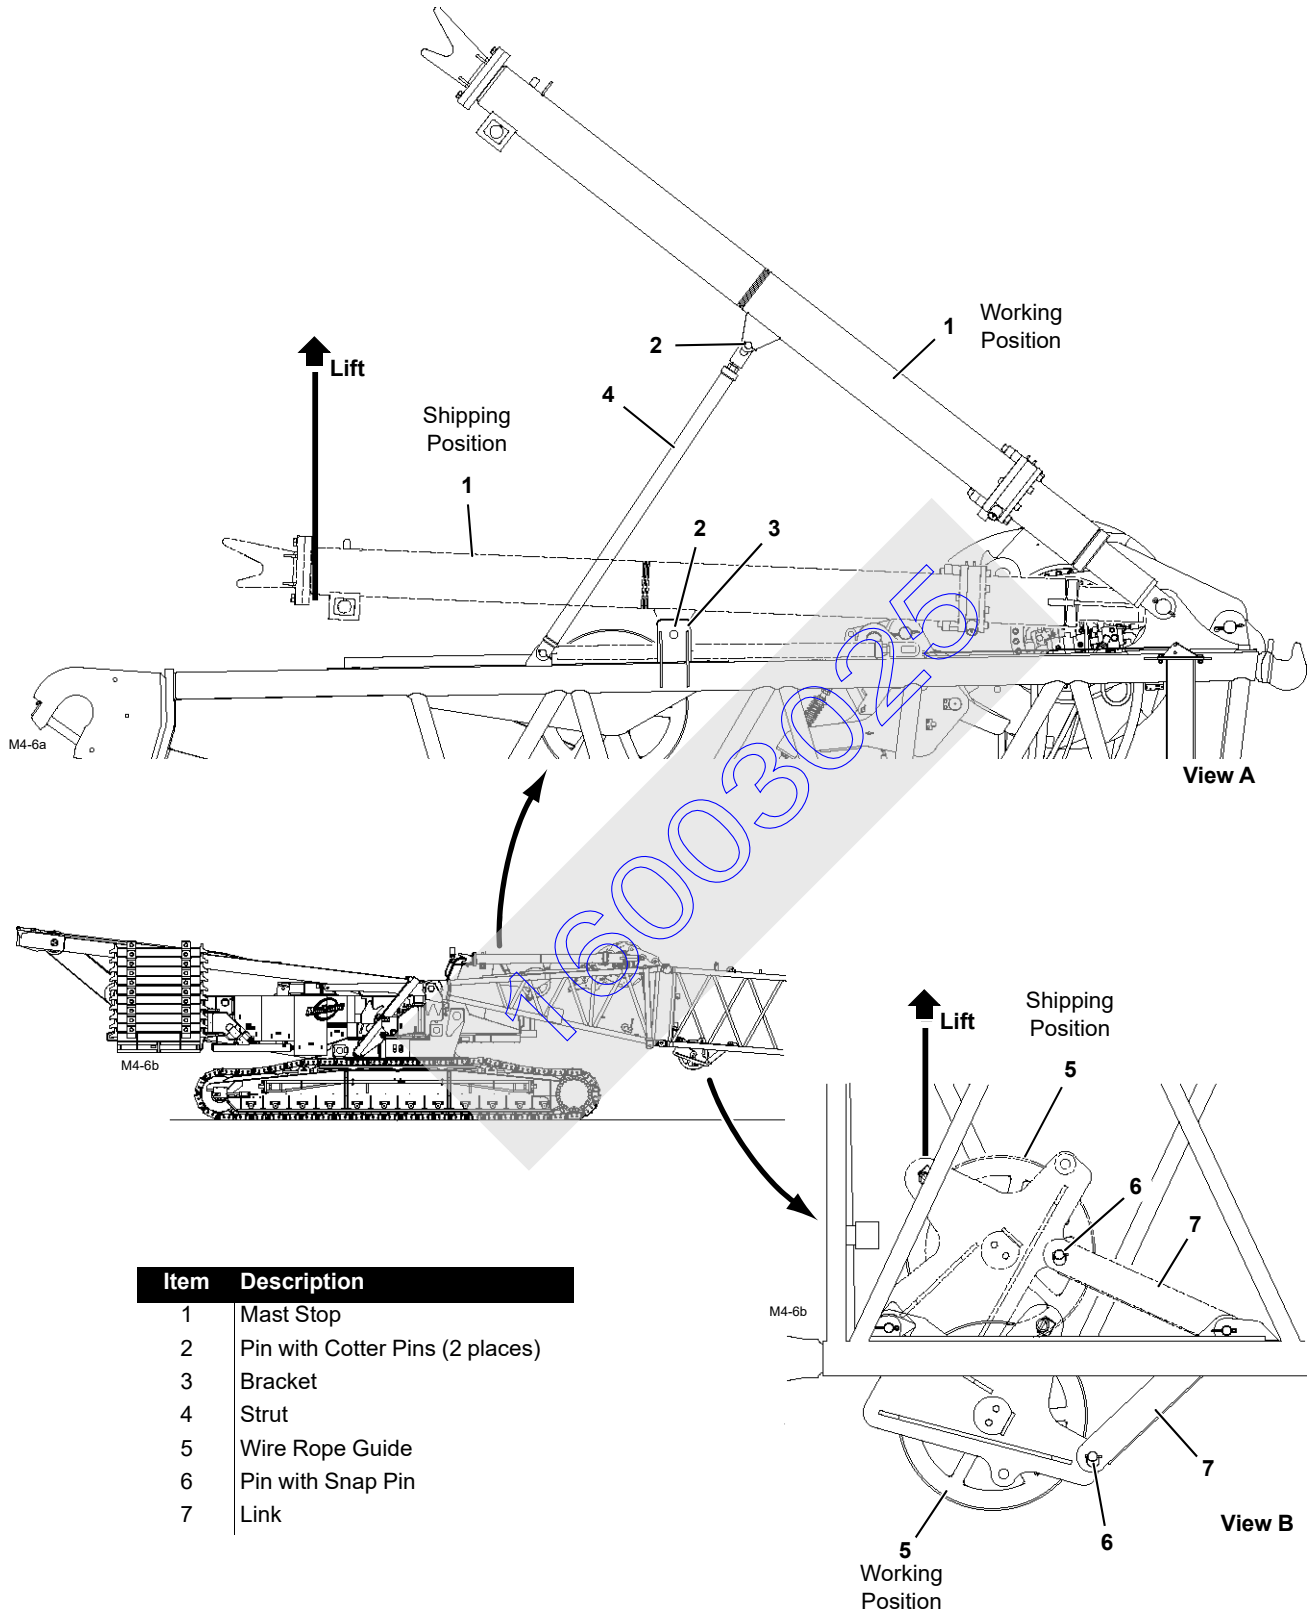 1
Working
Position
2
Lift
4
Shipping
Position
1
2
3
M4-6a
View A
16003025
M4-6b
Lift
Shipping
Position
5
6
7
M4-6b
7
View B
6
5
Working
Position
Item Description
1 Mast Stop
2 Pin with Cotter Pins (2 places)
3 Bracket
4 Strut
5 Wire Rope Guide
6 Pin with Snap Pin
7 Link